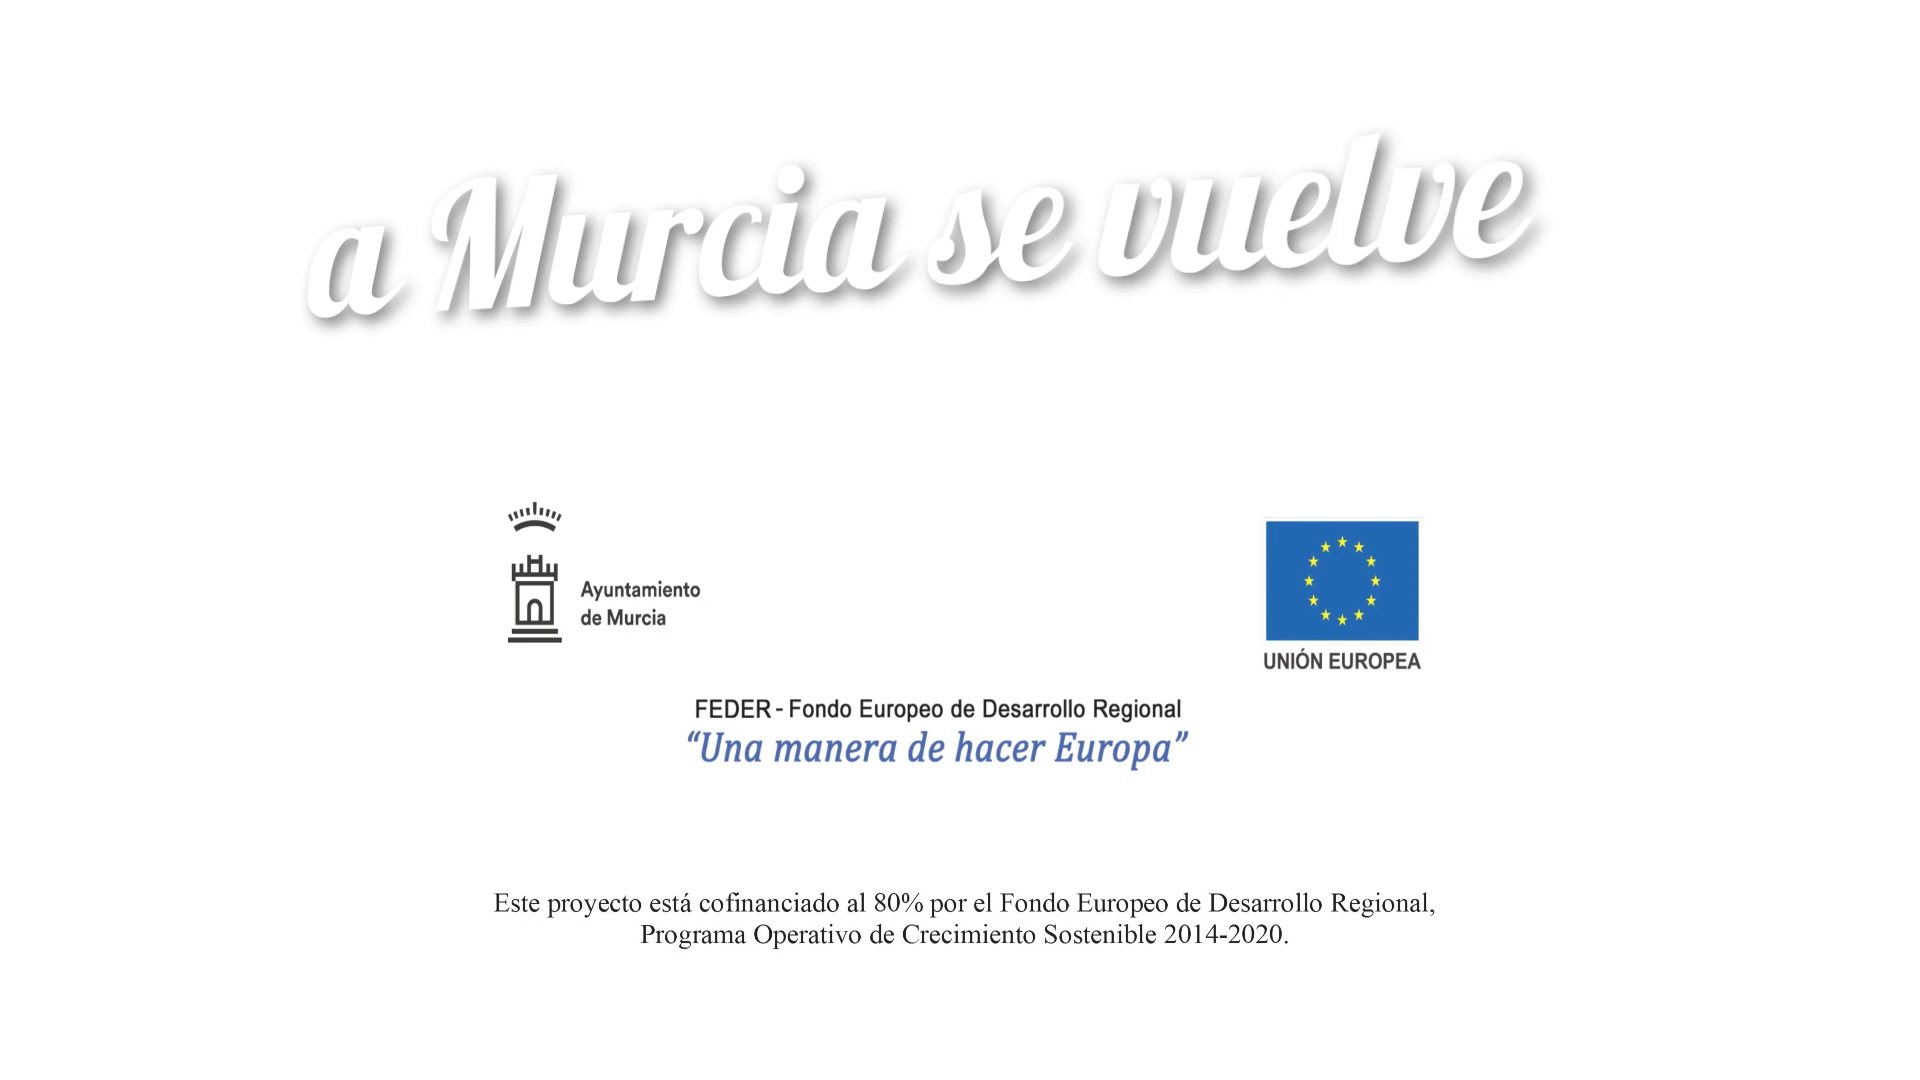 a Murcia se vuelve
Ayuntamiento
de Murcia
UNIÓN EUROPEA
FEDER - Fondo Europeo de Desarrollo Regional
“Una manera de hacer Europa”
Este proyecto está cofinanciado al 80% por el Fondo Europeo de Desarrollo Regional,
Programa Operativo de Crecimiento Sostenible 2014-2020.